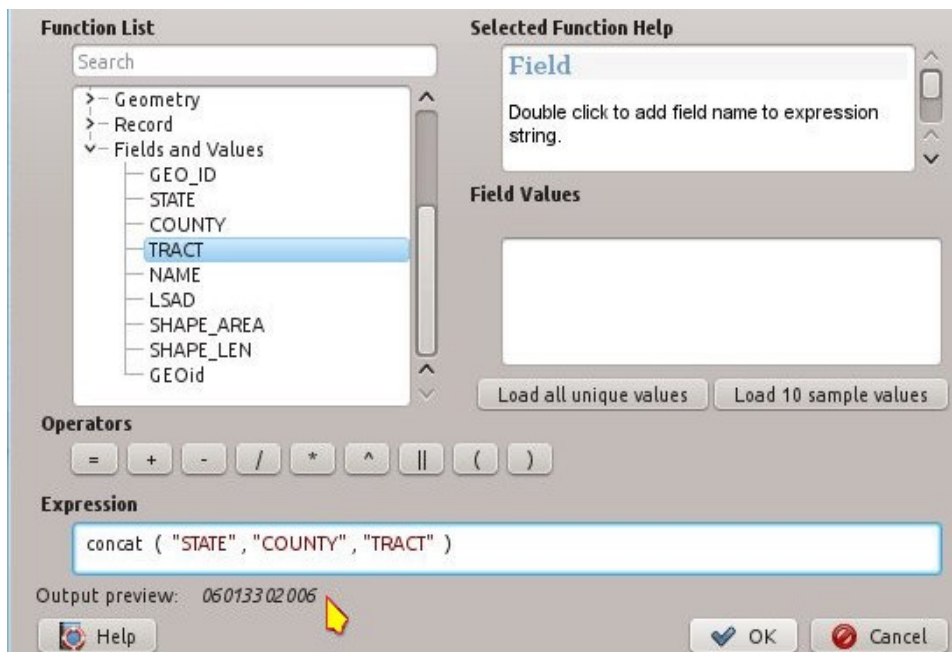 Function List
Search
Geometry
Record
Fields and Values
GEO_ID
STATE
COUNTY
TRACT
NAME
LSAD
SHAPE_AREA
SHAPE_LEN
GEOid
Selected Function Help
Field
Double click to add field name to expression
string.
Field Values
Load all unique values Load 10 sample values
Operators
= + - / * ^ || ( )
Expression
concat ( "STATE" , "COUNTY" , "TRACT" )
Output preview: 06013302006
Help OK Cancel